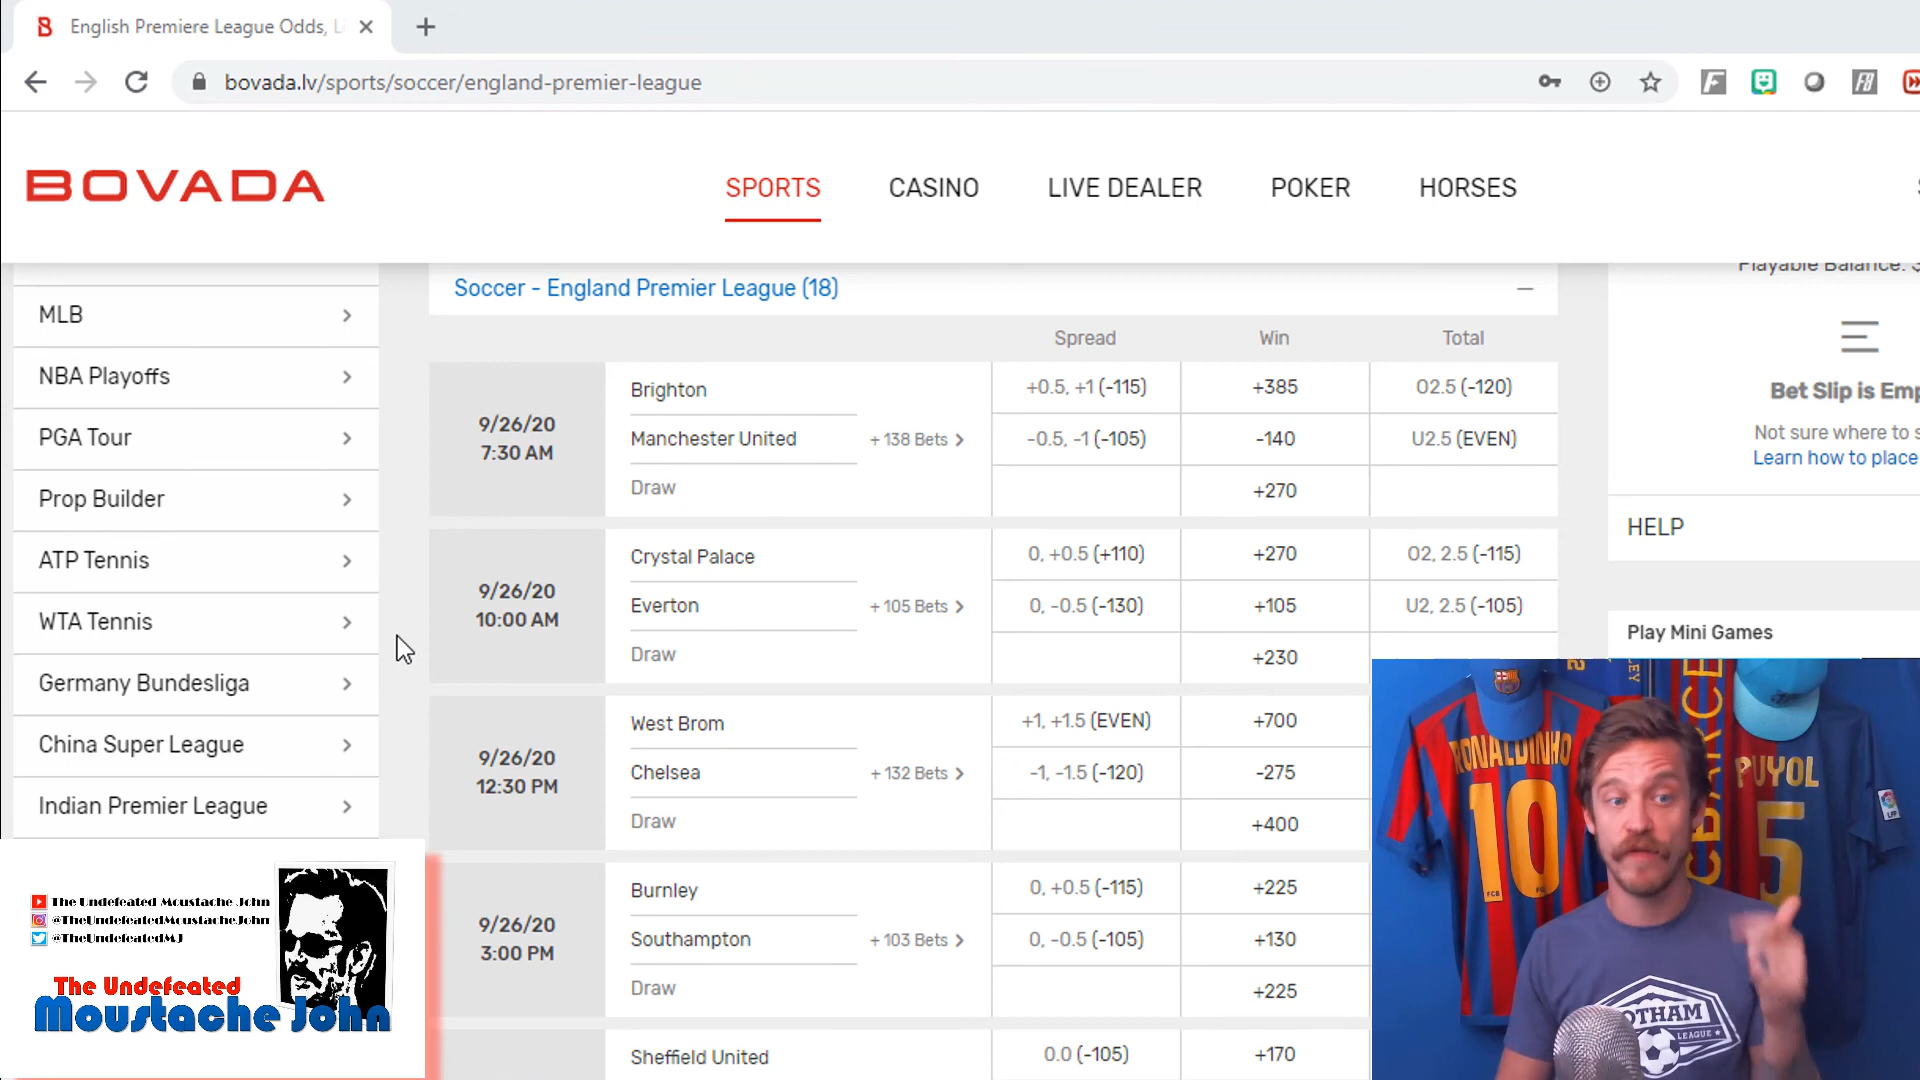 English Premiere League Odds, L
bovada.lv/sports/soccer/england-premier-league
BOVADA
SPORTS
CASINO
LIVE DEALER
POKER
HORSES
Soccer - England Premier League (18)
Playable Balance:
MLB
NBA Playoffs
PGA Tour
Prop Builder
ATP Tennis
WTA Tennis
Germany Bundesliga
China Super League
Indian Premier League
Spread Win Total
9/26/20
7:30 AM
Brighton +0.5, +1 (-115) +385 O2.5 (-120)
Manchester United + 138 Bets -0.5, -1 (-105) -140 U2.5 (EVEN)
Draw +270
9/26/20
10:00 AM
Crystal Palace 0, +0.5 (+110) +270 O2, 2.5 (-115)
Everton + 105 Bets 0, -0.5 (-130) +105 U2, 2.5 (-105)
Draw +230
9/26/20
12:30 PM
West Brom +1, +1.5 (EVEN) +700
Chelsea + 132 Bets -1, -1.5 (-120) -275
Draw +400
9/26/20
3:00 PM
Burnley 0, +0.5 (-115) +225
Southampton + 103 Bets 0, -0.5 (-105) +130
Draw +225
Sheffield United 0.0 (-105) +170
Bet Slip is Emp
Not sure where to s
Learn how to place
HELP
Play Mini Games
The Undefeated Moustache John
@TheUndefeatedMoustacheJohn
@TheUndefeatedMJ
The Undefeated
Moustache John
RONALDINHO
10
FCB
PUYOL
5
BARCE
OTHAM
LEAGUE